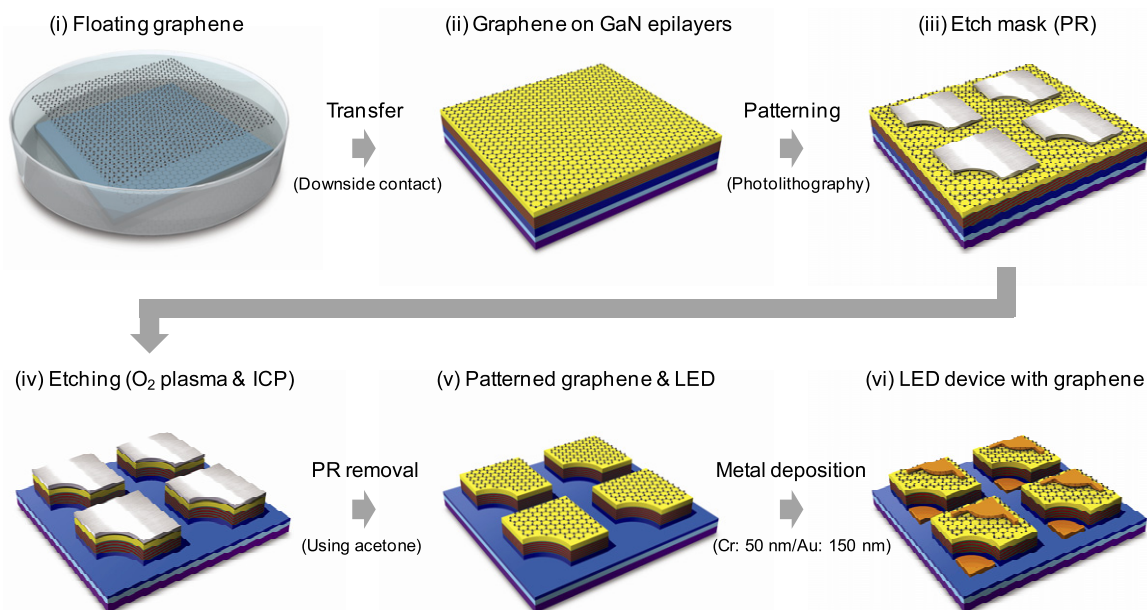 (i) Floating graphene
(ii) Graphene on GaN epilayers
(iii) Etch mask (PR)
Transfer
(Downside contact)
Patterning
(Photolithography)
(iv) Etching (O₂ plasma & ICP)
(v) Patterned graphene & LED
(vi) LED device with graphene
PR removal
(Using acetone)
Metal deposition
(Cr: 50 nm/Au: 150 nm)